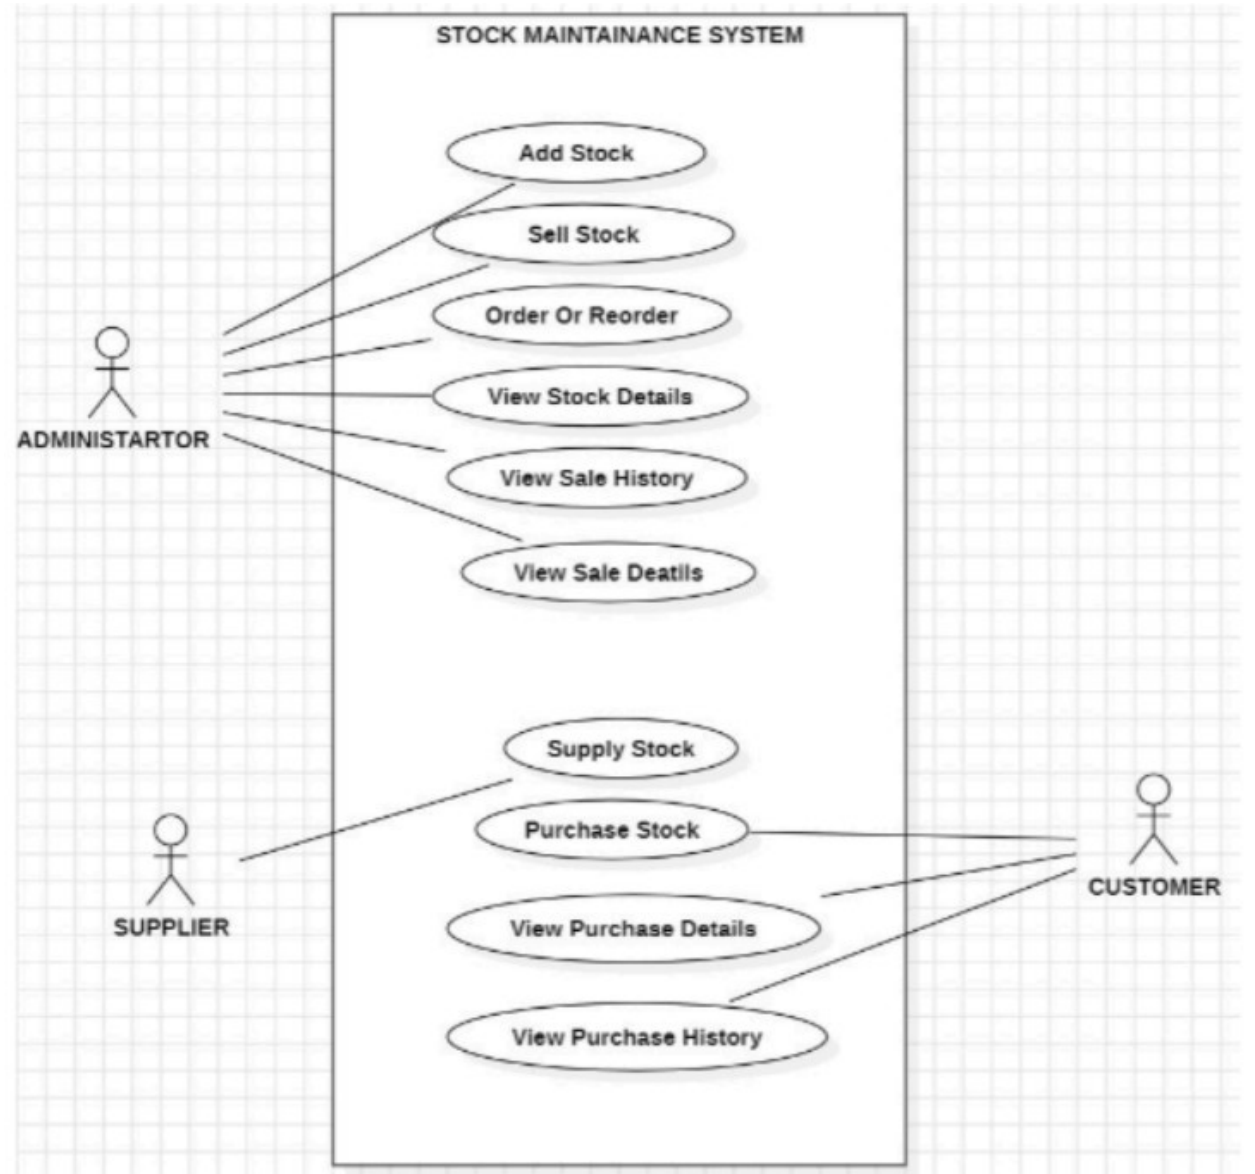 STOCK MAINTAINANCE SYSTEM
Add Stock
Sell Stock
Order Or Reorder
View Stock Details
ADMINISTARTOR
View Sale History
View Sale Deatils
Supply Stock
Purchase Stock
CUSTOMER
SUPPLIER
View Purchase Details
View Purchase History